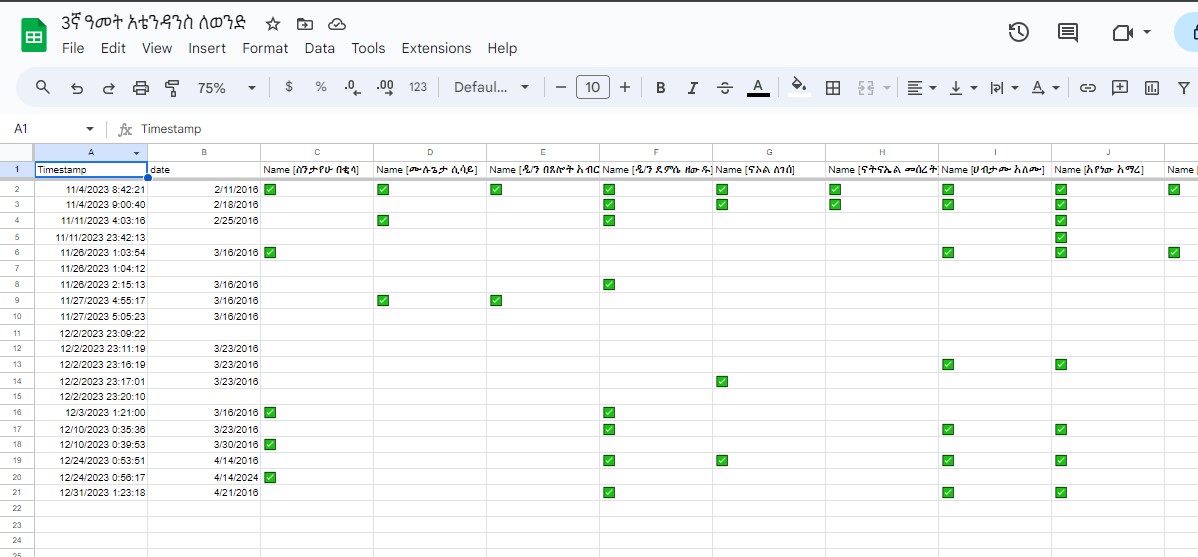 3ኛ ዓመት አቴንዳንስ ለወንድ
File Edit View Insert Format Data Tools Extensions Help
75% $ % .0 .00 123 Defaul... 10 B I S A
A1 fx Timestamp
A B C D E F G H I J
1 Timestamp date Name [ስንታየሁ በቂሳ] Name [ሙሉጌታ ሲሳይ] Name [ዲ/ን በጸሎት አብር Name [ዲ/ን ደምሴ ዘውዱ Name [ናኦል ለገሰ] Name [ናትናኤል መሰረት Name [ሀብታሙ አለሙ] Name [አየነው አማረ] Name [
2 11/4/2023 8:42:21 2/11/2016 ✅ ✅ ✅ ✅ ✅ ✅ ✅ ✅ ✅
3 11/4/2023 9:00:40 2/18/2016 ✅ ✅ ✅ ✅ ✅
4 11/11/2023 4:03:16 2/25/2016 ✅ ✅ ✅
5 11/11/2023 23:42:13 ✅
6 11/26/2023 1:03:54 3/16/2016 ✅ ✅ ✅ ✅
7 11/26/2023 1:04:12
8 11/26/2023 2:15:13 3/16/2016 ✅
9 11/27/2023 4:55:17 3/16/2016 ✅ ✅
10 11/27/2023 5:05:23 3/16/2016
11 12/2/2023 23:09:22
12 12/2/2023 23:11:19 3/23/2016
13 12/2/2023 23:16:19 3/23/2016 ✅ ✅
14 12/2/2023 23:17:01 3/23/2016 ✅
15 12/2/2023 23:20:10
16 12/3/2023 1:21:00 3/16/2016 ✅ ✅
17 12/10/2023 0:35:36 3/23/2016 ✅ ✅ ✅
18 12/10/2023 0:39:53 3/30/2016 ✅
19 12/24/2023 0:53:51 4/14/2016 ✅ ✅ ✅ ✅
20 12/24/2023 0:56:17 4/14/2024 ✅
21 12/31/2023 1:23:18 4/21/2016 ✅ ✅ ✅
22
23
24
25